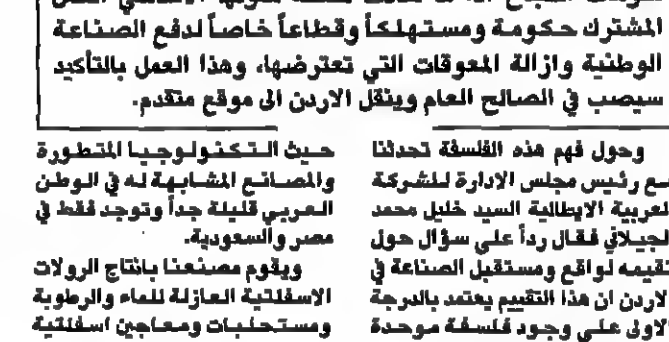 المشترك حكومة ومستهلكاً وقطاعاً خاصاً لدفع الصناعة
الوطنية وازالة المعوقات التي تعترضها، وهذا العمل بالتأكيد
سيصب في الصالح العام وينقل الاردن الى موقع متقدم.
وحول فهم هذه الفلسفة تحدثنا
مع رئيس مجلس الادارة للشركة
العربية الايطالية السيد خليل محمد
الجيلاني فقال رداً على سؤال حول
تقيمه لواقع ومستقبل الصناعة في
الاردن ان هذا التقييم يعتمد بالدرجة
الاولى على وجود فلسفة موحدة
حيث التكنولوجيا المتطورة
والمصانع المشابهة له في الوطن
العربي قليلة جداً وتوجد فقط في
مصر والسعودية.
ويقوم مصنعنا بانتاج الرولات
الاسفلتية العازلة للماء والرطوبة
ومستحلبات ومعاجين اسفلتية